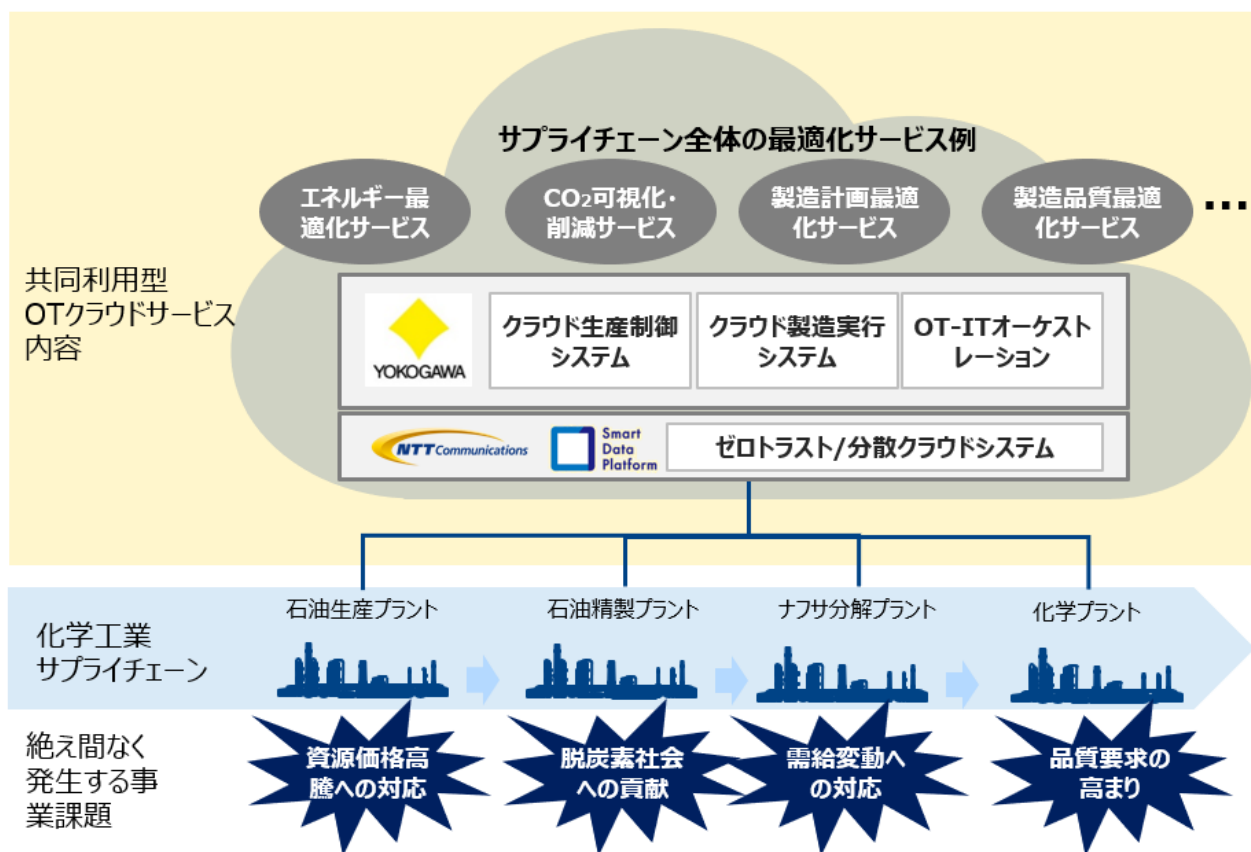 サプライチェーン全体の最適化サービス例
エネルギー最
適化サービス
CO₂可視化・
削減サービス
製造計画最適
化サービス
製造品質最適
化サービス
…
共同利用型
OTクラウドサービス
内容
YOKOGAWA
クラウド生産制御
システム
クラウド製造実行
システム
OT-ITオーケスト
レーション
NTT Communications
Smart
Data
Platform
ゼロトラスト/分散クラウドシステム
化学工業
サプライチェーン
石油生産プラント
石油精製プラント
ナフサ分解プラント
化学プラント
絶え間なく
発生する事
業課題
資源価格高
騰への対応
脱炭素社会
への貢献
需給変動へ
の対応
品質要求の
高まり